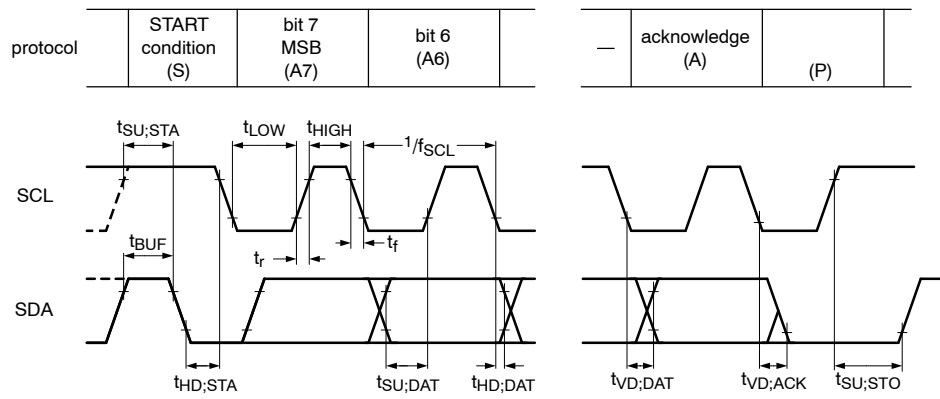 protocol
START
condition
(S)
bit 7
MSB
(A7)
bit 6
(A6)
—
acknowledge
(A)
(P)
tSU;STA
tLOW
tHIGH
1/fSCL
SCL
tBUF
tr
tf
SDA
tHD;STA
tSU;DAT
tHD;DAT
tVD;DAT
tVD;ACK
tSU;STO